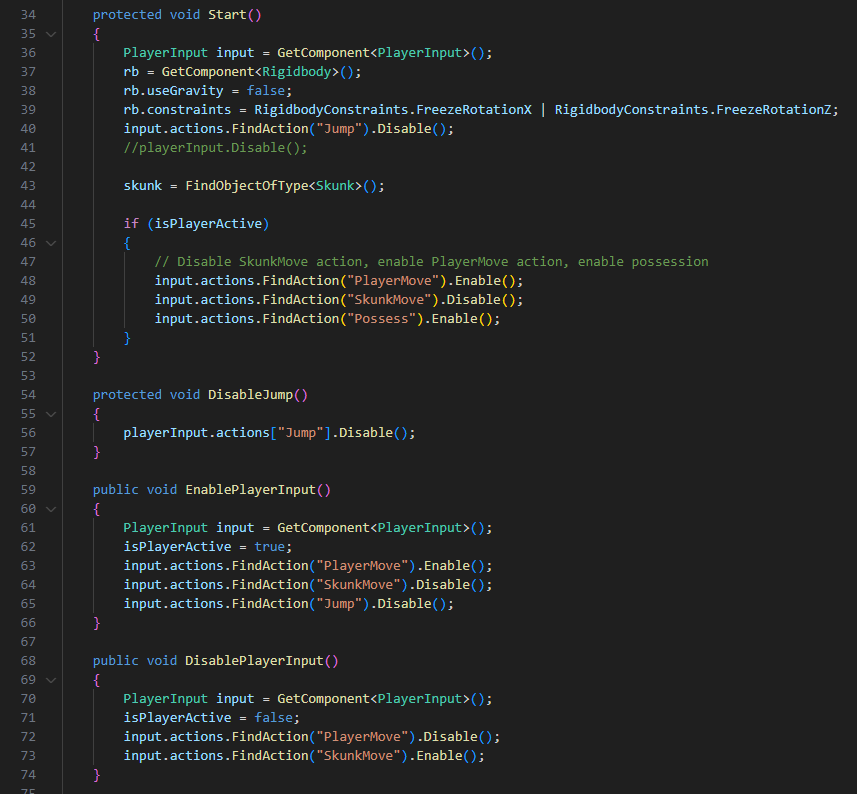 34 protected void Start()
35 {
36 PlayerInput input = GetComponent<PlayerInput>();
37 rb = GetComponent<Rigidbody>();
38 rb.useGravity = false;
39 rb.constraints = RigidbodyConstraints.FreezeRotationX | RigidbodyConstraints.FreezeRotationZ;
40 input.actions.FindAction("Jump").Disable();
41 //playerInput.Disable();
42
43 skunk = FindObjectOfType<Skunk>();
44
45 if (isPlayerActive)
46 {
47 // Disable SkunkMove action, enable PlayerMove action, enable possession
48 input.actions.FindAction("PlayerMove").Enable();
49 input.actions.FindAction("SkunkMove").Disable();
50 input.actions.FindAction("Possess").Enable();
51 }
52 }
53
54 protected void DisableJump()
55 {
56 playerInput.actions["Jump"].Disable();
57 }
58
59 public void EnablePlayerInput()
60 {
61 PlayerInput input = GetComponent<PlayerInput>();
62 isPlayerActive = true;
63 input.actions.FindAction("PlayerMove").Enable();
64 input.actions.FindAction("SkunkMove").Disable();
65 input.actions.FindAction("Jump").Disable();
66 }
67
68 public void DisablePlayerInput()
69 {
70 PlayerInput input = GetComponent<PlayerInput>();
71 isPlayerActive = false;
72 input.actions.FindAction("PlayerMove").Disable();
73 input.actions.FindAction("SkunkMove").Enable();
74 }
75